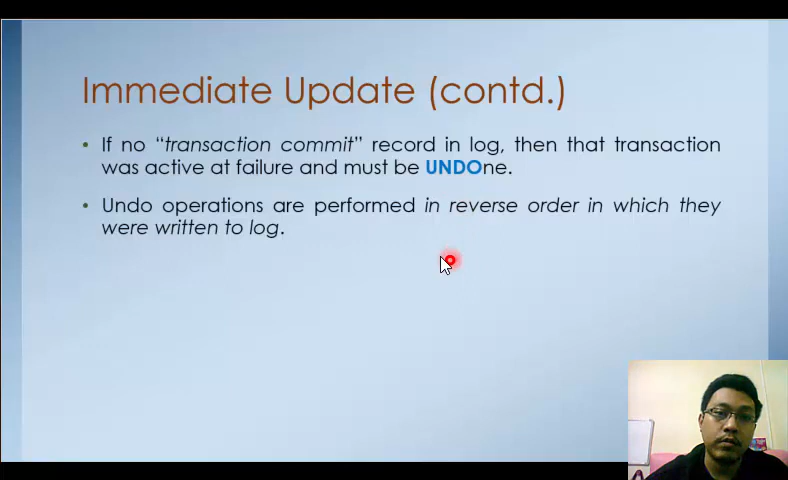 Immediate Update (contd.)
• If no “transaction commit” record in log, then that transaction
was active at failure and must be UNDOne.
• Undo operations are performed in reverse order in which they
were written to log.